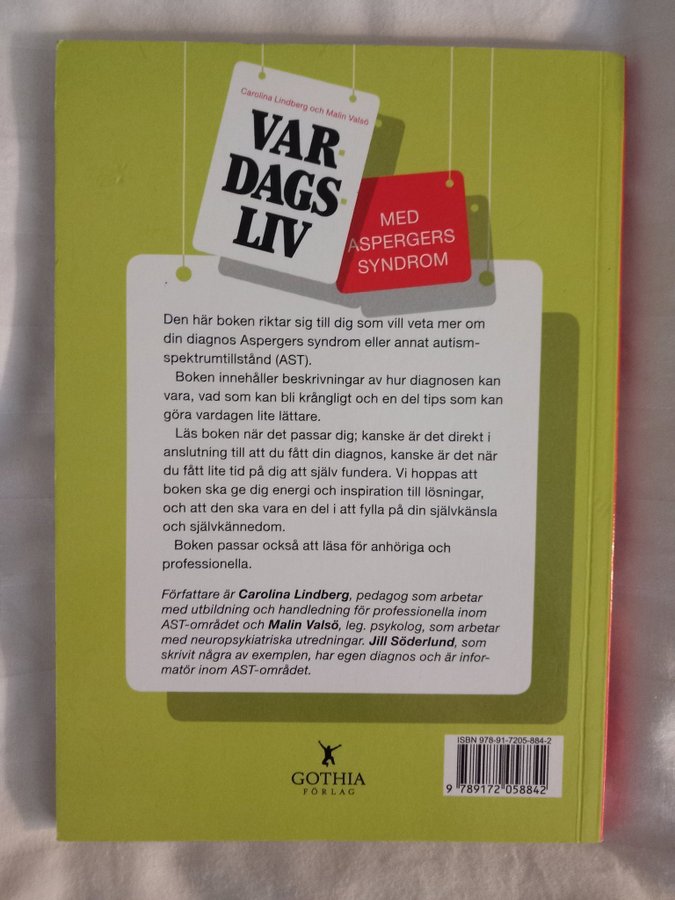 Carolina Lindberg och Malin Valsö
VAR
DAGS
LIV
MED
ASPERGERS
SYNDROM
Den här boken riktar sig till dig som vill veta mer om
din diagnos Aspergers syndrom eller annat autism-
spektrumtillstånd (AST).
Boken innehåller beskrivningar av hur diagnosen kan
vara, vad som kan bli krångligt och en del tips som kan
göra vardagen lite lättare.
Läs boken när det passar dig; kanske är det direkt i
anslutning till att du fått din diagnos, kanske är det när
du fått lite tid på dig att själv fundera. Vi hoppas att
boken ska ge dig energi och inspiration till lösningar,
och att den ska vara en del i att fylla på din självkänsla
och självkännedom.
Boken passar också att läsa för anhöriga och
professionella.
Författare är Carolina Lindberg, pedagog som arbetar
med utbildning och handledning för professionella inom
AST-området och Malin Valsö, leg. psykolog, som arbetar
med neuropsykiatriska utredningar. Jill Söderlund, som
skrivit några av exemplen, har egen diagnos och är infor-
matör inom AST-området.
GOTHIA
FÖRLAG
ISBN 978-91-7205-884-2
9 789172 058842